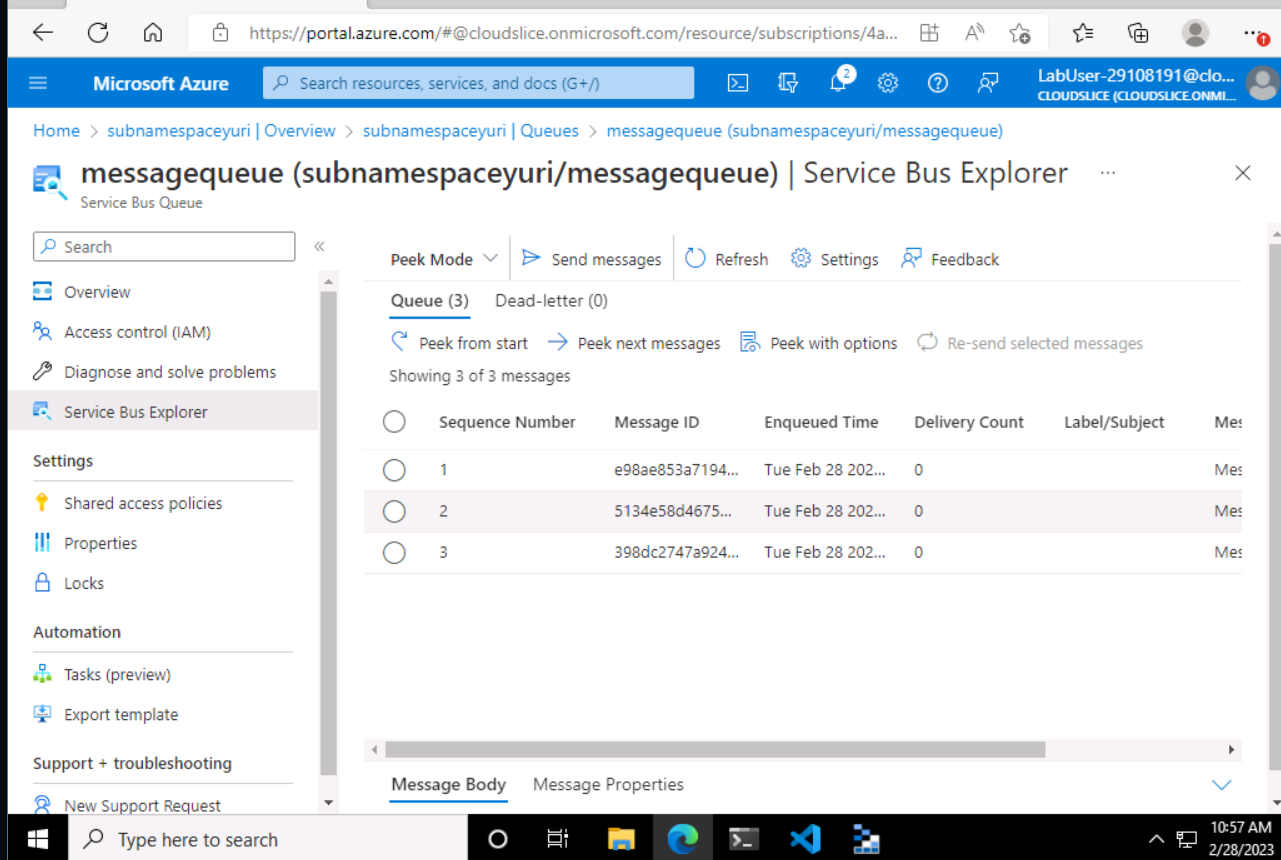 https://portal.azure.com/#@cloudslice.onmicrosoft.com/resource/subscriptions/4a...
Microsoft Azure
Search resources, services, and docs (G+/)
2
LabUser-29108191@clo...
CLOUDSLICE (CLOUDSLICE.ONMI...
Home > subnamespaceyuri | Overview > subnamespaceyuri | Queues > messagequeue (subnamespaceyuri/messagequeue)
messagequeue (subnamespaceyuri/messagequeue) | Service Bus Explorer ...
Service Bus Queue
Search
Overview
Access control (IAM)
Diagnose and solve problems
Service Bus Explorer
Settings
Shared access policies
Properties
Locks
Automation
Tasks (preview)
Export template
Support + troubleshooting
New Support Request
Peek Mode Send messages Refresh Settings Feedback
Queue (3) Dead-letter (0)
Peek from start Peek next messages Peek with options Re-send selected messages
Showing 3 of 3 messages
Sequence Number Message ID Enqueued Time Delivery Count Label/Subject Mes
1 e98ae853a7194... Tue Feb 28 202... 0 Mes
2 5134e58d4675... Tue Feb 28 202... 0 Mes
3 398dc2747a924... Tue Feb 28 202... 0 Mes
Message Body Message Properties
Type here to search
10:57 AM
2/28/2023